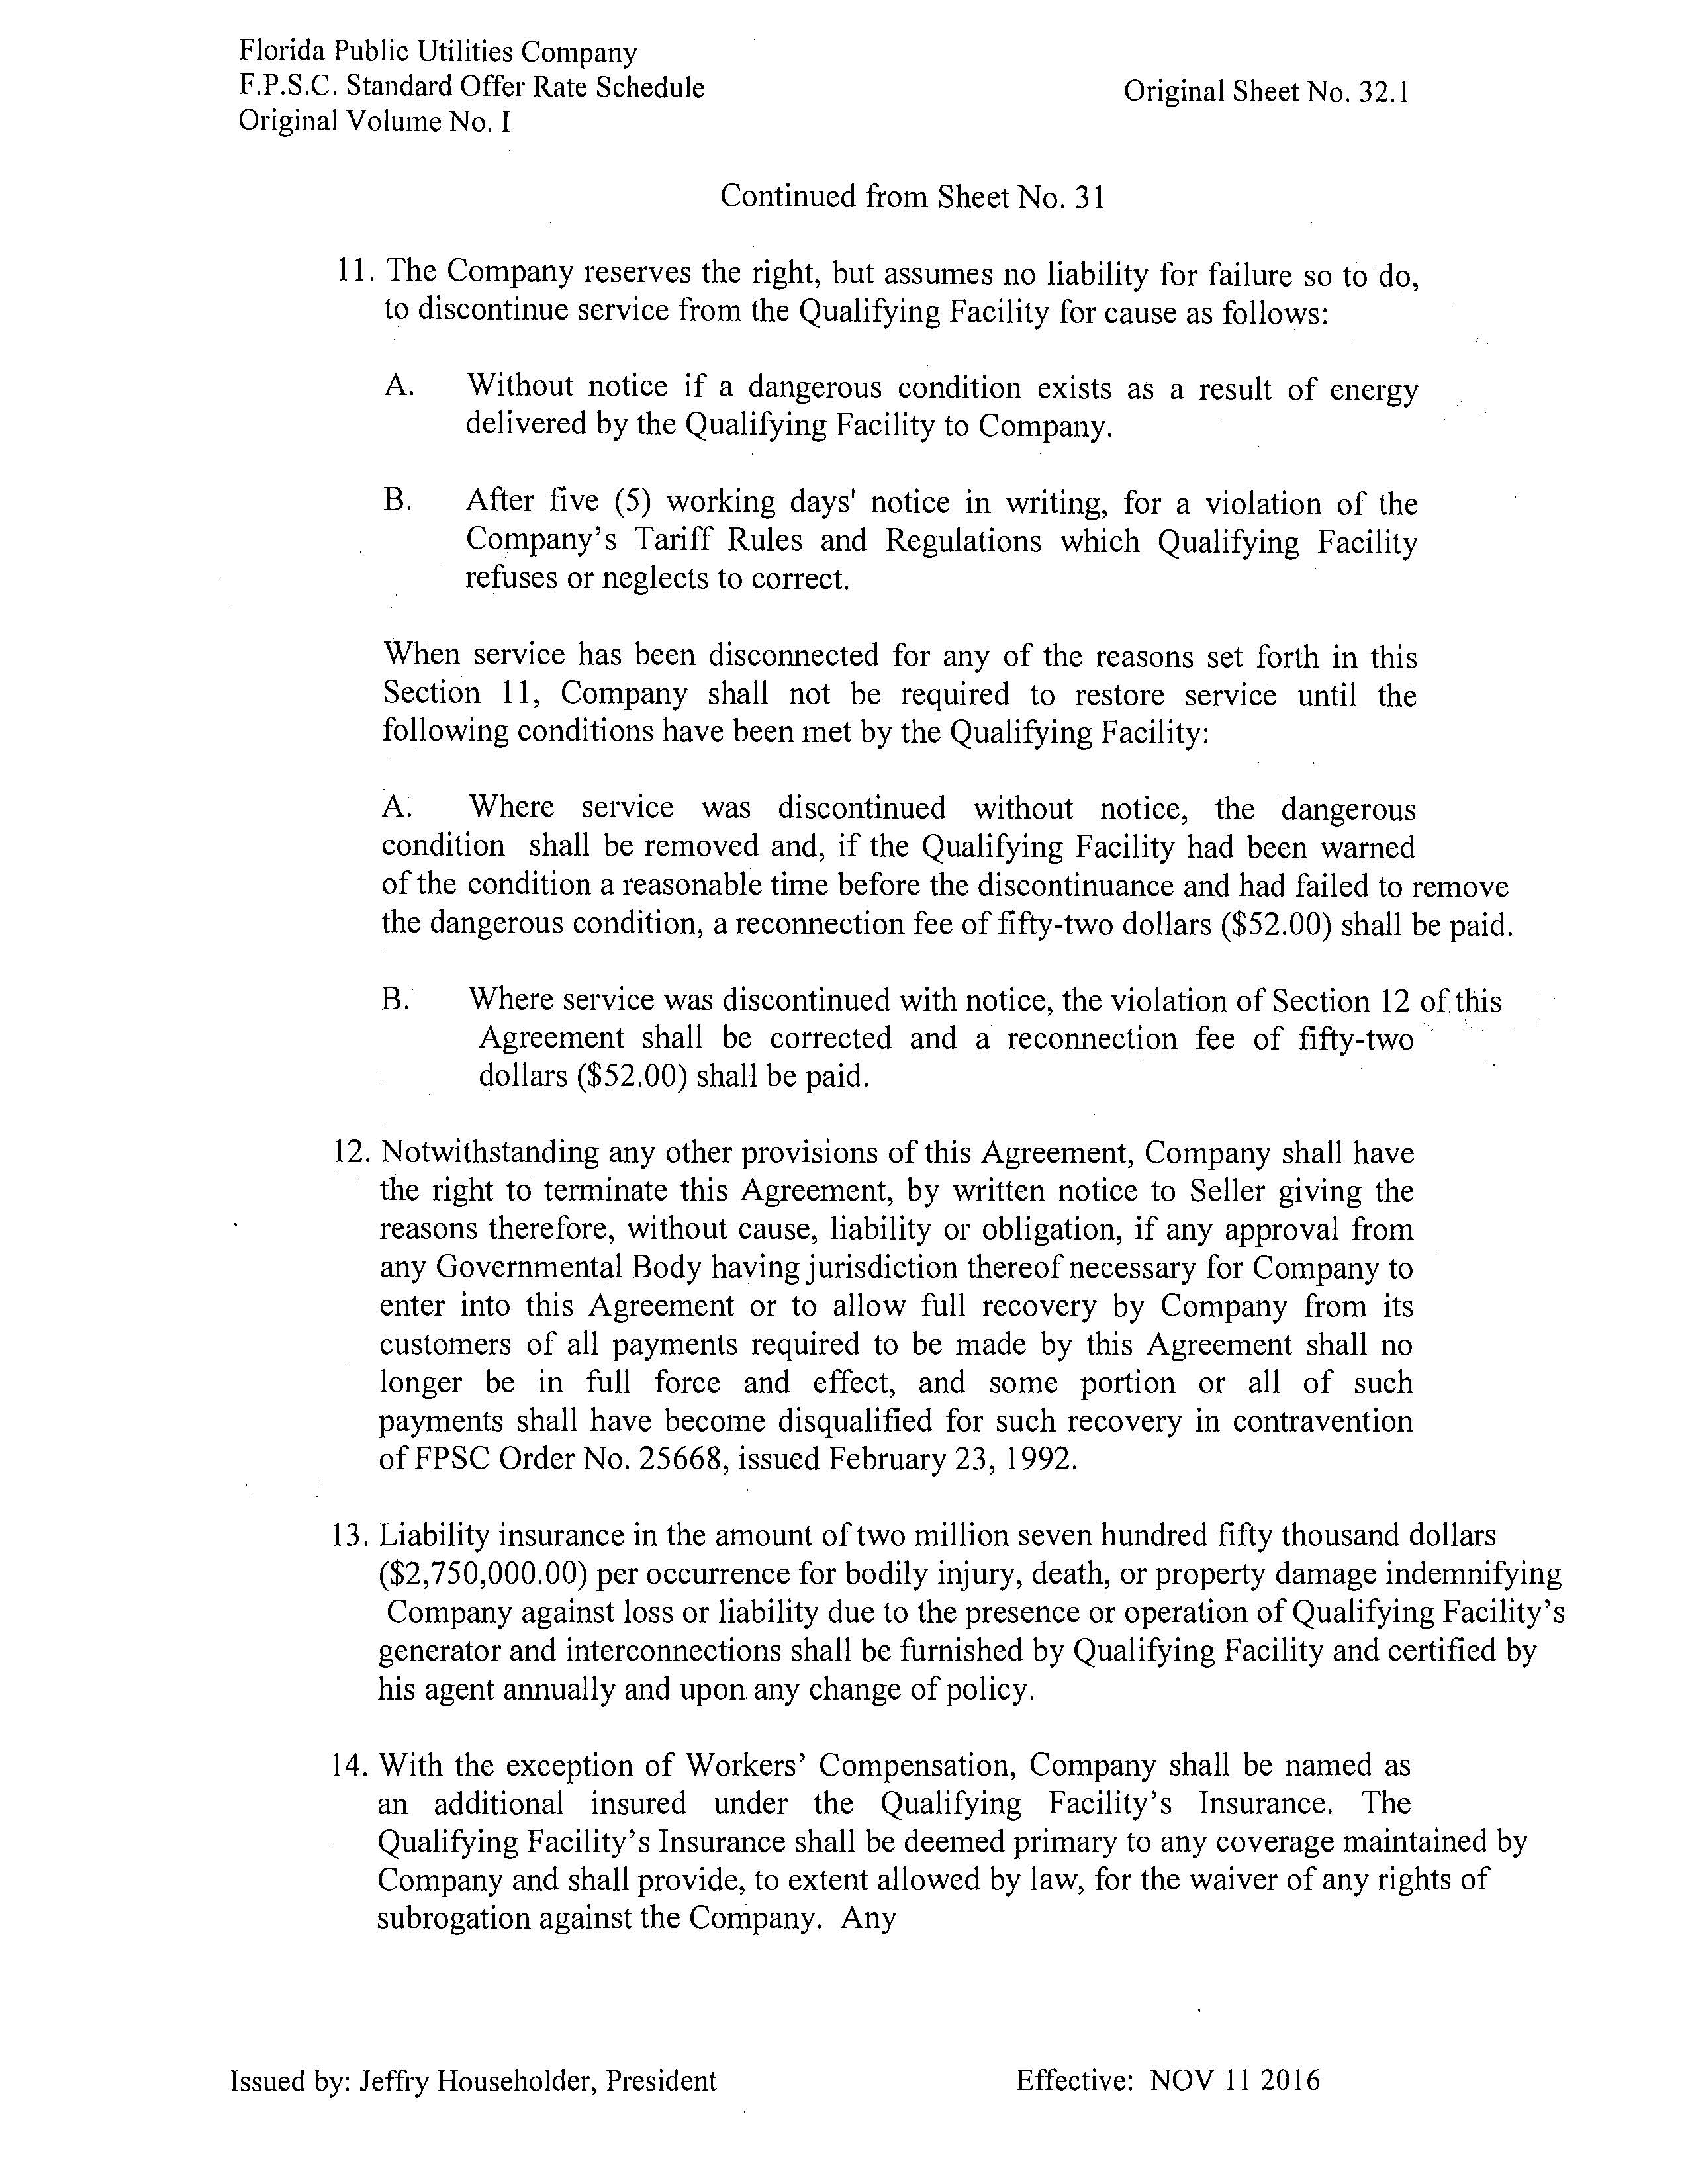 Florida Public Utilities Company
F.P.S.C. Standard Offer Rate Schedule
Original Sheet No. 32.1
Original Volume No. I
Continued from Sheet No. 31
11. The Company reserves the right, but assumes no liability for failure so to do,
to discontinue service from the Qualifying Facility for cause as follows:
A. Without notice if a dangerous condition exists as a result of energy
delivered by the Qualifying Facility to Company.
B. After five (5) working days' notice in writing, for a violation of the
Company's Tariff Rules and Regulations which Qualifying Facility
refuses or neglects to correct.
When service has been disconnected for any of the reasons set forth in this
Section 11, Company shall not be required to restore service until the
following conditions have been met by the Qualifying Facility:
A. Where service was discontinued without notice, the dangerous
condition shall be removed and, if the Qualifying Facility had been warned
of the condition a reasonable time before the discontinuance and had failed to remove
the dangerous condition, a reconnection fee of fifty-two dollars ($52.00) shall be paid.
B. Where service was discontinued with notice, the violation of Section 12 of this
Agreement shall be corrected and a reconnection fee of fifty-two
dollars ($52.00) shall be paid.
12. Notwithstanding any other provisions of this Agreement, Company shall have
the right to terminate this Agreement, by written notice to Seller giving the
reasons therefore, without cause, liability or obligation, if any approval from
any Governmental Body having jurisdiction thereof necessary for Company to
enter into this Agreement or to allow full recovery by Company from its
customers of all payments required to be made by this Agreement shall no
longer be in full force and effect, and some portion or all of such
payments shall have become disqualified for such recovery in contravention
of FPSC Order No. 25668, issued February 23, 1992.
13. Liability insurance in the amount of two million seven hundred fifty thousand dollars
($2,750,000.00) per occurrence for bodily injury, death, or property damage indemnifying
Company against loss or liability due to the presence or operation of Qualifying Facility's
generator and interconnections shall be furnished by Qualifying Facility and certified by
his agent annually and upon any change of policy.
14. With the exception of Workers' Compensation, Company shall be named as
an additional insured under the Qualifying Facility's Insurance. The
Qualifying Facility's Insurance shall be deemed primary to any coverage maintained by
Company and shall provide, to extent allowed by law, for the waiver of any rights of
subrogation against the Company. Any
Issued by: Jeffry Householder, President
Effective: NOV 11 2016